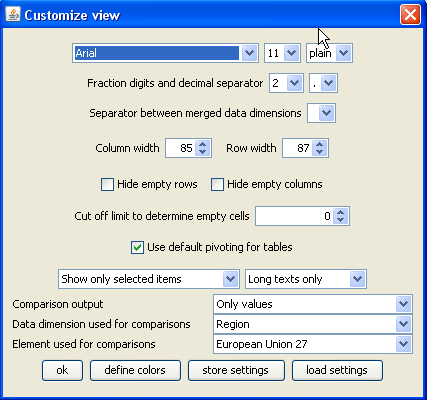 Customize view
Arial 11 plain
Fraction digits and decimal separator 2 .
Separator between merged data dimensions
Column width 85 Row width 87
Hide empty rows Hide empty columns
Cut off limit to determine empty cells 0
Use default pivoting for tables
Show only selected items Long texts only
Comparison output Only values
Data dimension used for comparisons Region
Element used for comparisons European Union 27
ok define colors store settings load settings